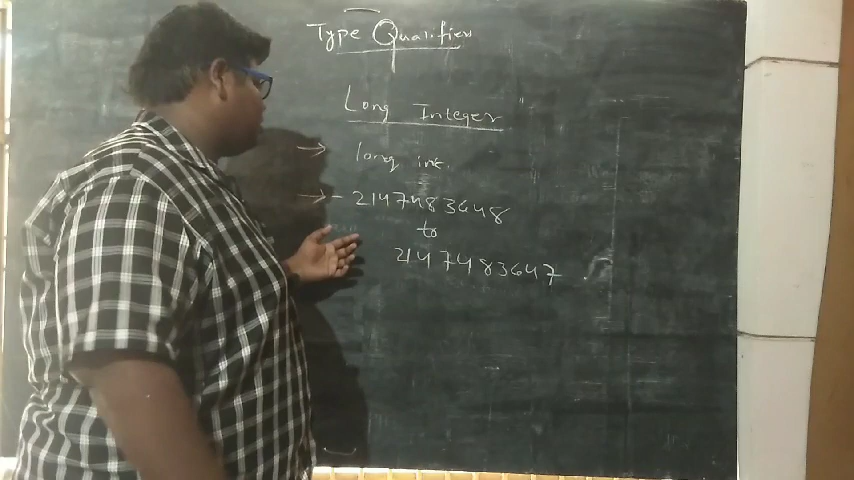 Type Qualifiers
Long Integer
→ long int.
→ - 2147483648
to
2147483647